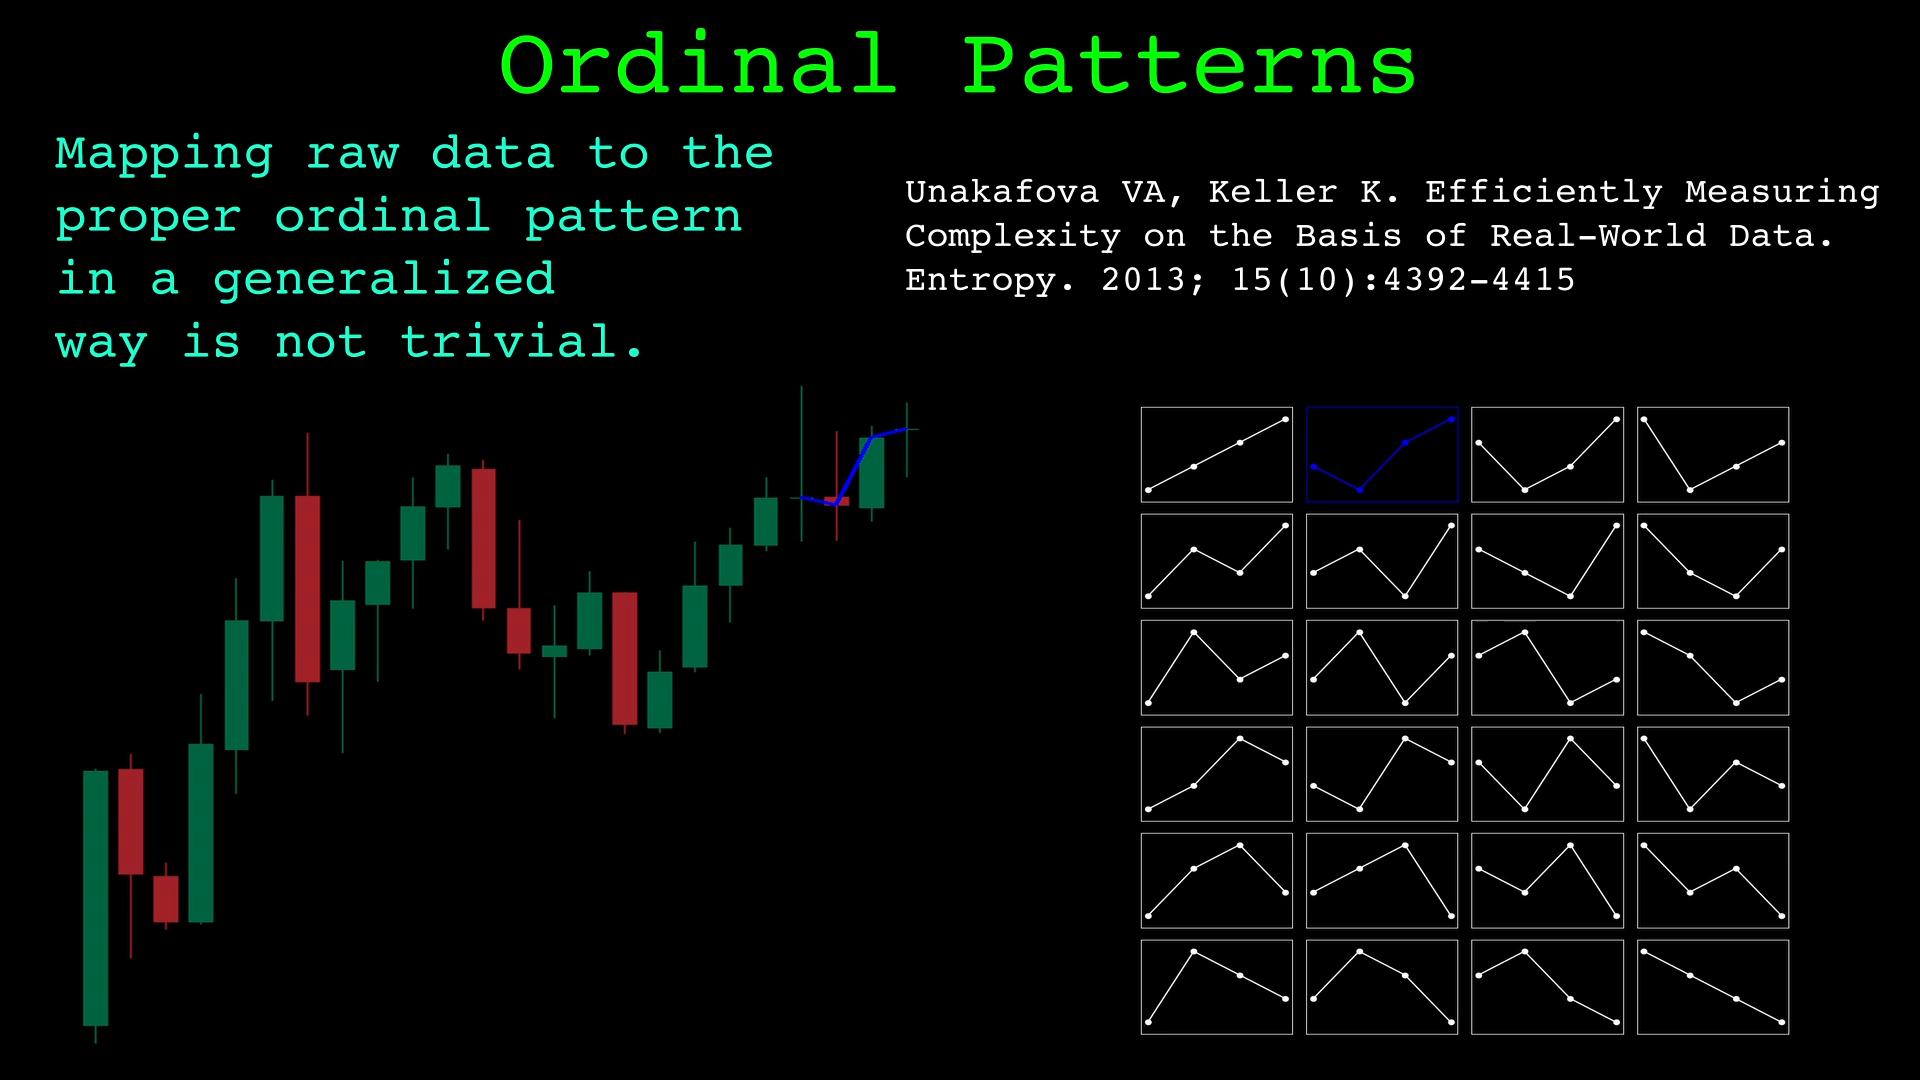 Ordinal Patterns
Mapping raw data to the
proper ordinal pattern
in a generalized
way is not trivial.
Unakafova VA, Keller K. Efficiently Measuring
Complexity on the Basis of Real-World Data.
Entropy. 2013; 15(10):4392-4415